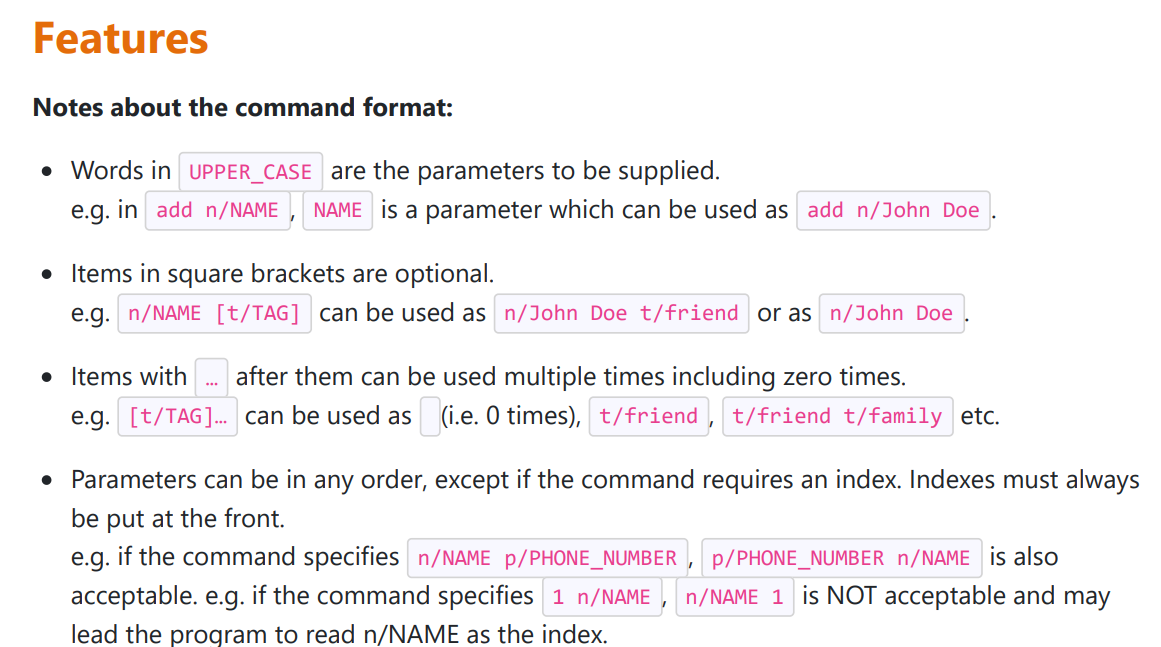 Features
Notes about the command format:
• Words in UPPER_CASE are the parameters to be supplied.
e.g. in add n/NAME, NAME is a parameter which can be used as add n/John Doe.
• Items in square brackets are optional.
e.g. n/NAME [t/TAG] can be used as n/John Doe t/friend or as n/John Doe.
• Items with … after them can be used multiple times including zero times.
e.g. [t/TAG]… can be used as   (i.e. 0 times), t/friend, t/friend t/family etc.
• Parameters can be in any order, except if the command requires an index. Indexes must always
be put at the front.
e.g. if the command specifies n/NAME p/PHONE_NUMBER, p/PHONE_NUMBER n/NAME is also
acceptable. e.g. if the command specifies 1 n/NAME, n/NAME 1 is NOT acceptable and may
lead the program to read n/NAME as the index.